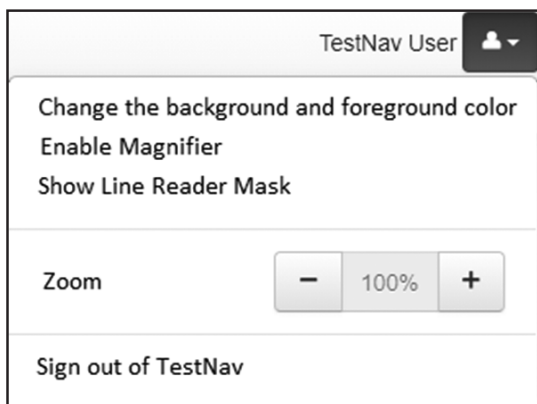 TestNav User
Change the background and foreground color
Enable Magnifier
Show Line Reader Mask
Zoom − 100% +
Sign out of TestNav